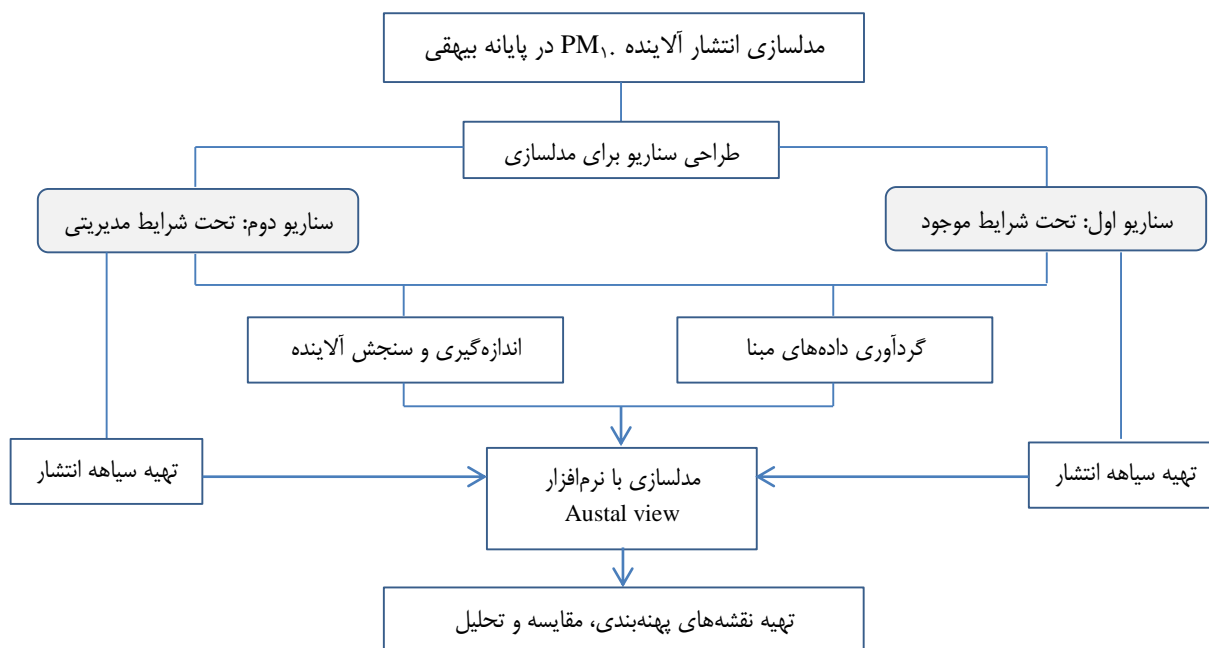 مدلسازی انتشار آلاینده PM۱۰ در پایانه بیهقی
طراحی سناریو برای مدلسازی
سناریو اول: تحت شرایط موجود
سناریو دوم: تحت شرایط مدیریتی
گردآوری داده‌های مبنا
اندازه‌گیری و سنجش آلاینده
تهیه سیاهه انتشار
مدلسازی با نرم‌افزار
Austal view
تهیه سیاهه انتشار
تهیه نقشه‌های پهنه‌بندی، مقایسه و تحلیل